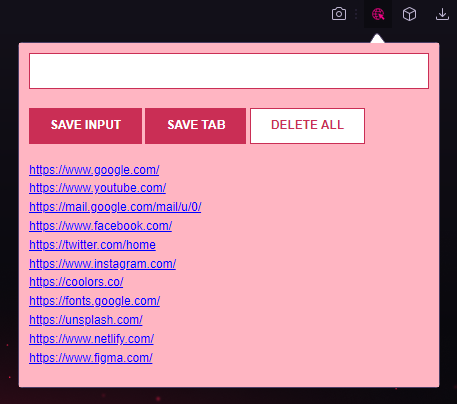 SAVE INPUT SAVE TAB DELETE ALL
https://www.google.com/
https://www.youtube.com/
https://mail.google.com/mail/u/0/
https://www.facebook.com/
https://twitter.com/home
https://www.instagram.com/
https://coolors.co/
https://fonts.google.com/
https://unsplash.com/
https://www.netlify.com/
https://www.figma.com/